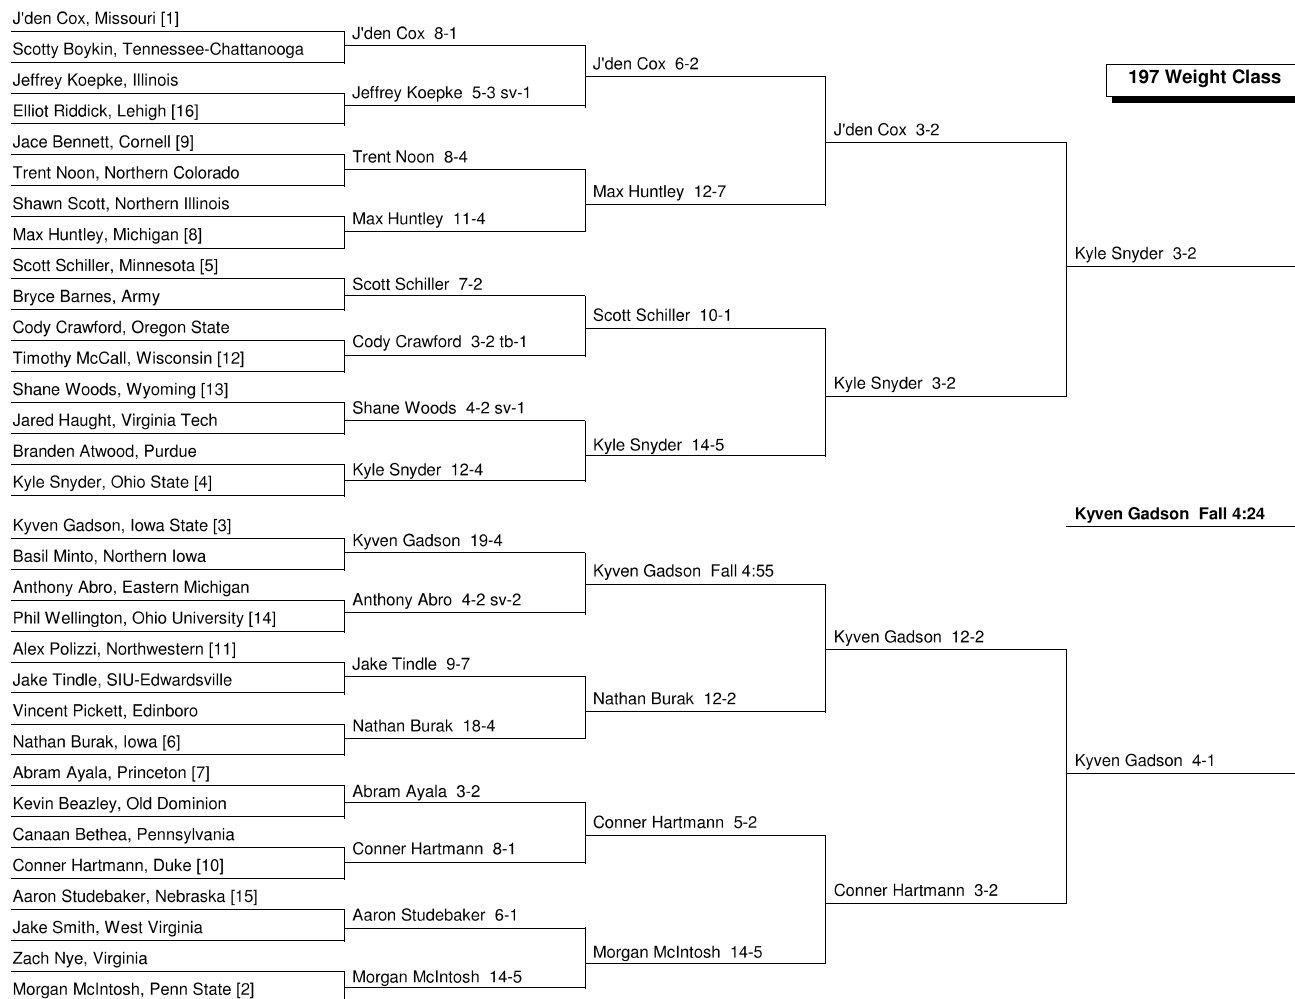 J'den Cox, Missouri [1]
Scotty Boykin, Tennessee-Chattanooga
Jeffrey Koepke, Illinois
Elliot Riddick, Lehigh [16]
Jace Bennett, Cornell [9]
Trent Noon, Northern Colorado
Shawn Scott, Northern Illinois
Max Huntley, Michigan [8]
Scott Schiller, Minnesota [5]
Bryce Barnes, Army
Cody Crawford, Oregon State
Timothy McCall, Wisconsin [12]
Shane Woods, Wyoming [13]
Jared Haught, Virginia Tech
Branden Atwood, Purdue
Kyle Snyder, Ohio State [4]
Kyven Gadson, Iowa State [3]
Basil Minto, Northern Iowa
Anthony Abro, Eastern Michigan
Phil Wellington, Ohio University [14]
Alex Polizzi, Northwestern [11]
Jake Tindle, SIU-Edwardsville
Vincent Pickett, Edinboro
Nathan Burak, Iowa [6]
Abram Ayala, Princeton [7]
Kevin Beazley, Old Dominion
Canaan Bethea, Pennsylvania
Conner Hartmann, Duke [10]
Aaron Studebaker, Nebraska [15]
Jake Smith, West Virginia
Zach Nye, Virginia
Morgan McIntosh, Penn State [2]
J'den Cox 8-1
Jeffrey Koepke 5-3 sv-1
Trent Noon 8-4
Max Huntley 11-4
Scott Schiller 7-2
Cody Crawford 3-2 tb-1
Shane Woods 4-2 sv-1
Kyle Snyder 12-4
Kyven Gadson 19-4
Anthony Abro 4-2 sv-2
Jake Tindle 9-7
Nathan Burak 18-4
Abram Ayala 3-2
Conner Hartmann 8-1
Aaron Studebaker 6-1
Morgan McIntosh 14-5
J'den Cox 6-2
Max Huntley 12-7
Scott Schiller 10-1
Kyle Snyder 14-5
Kyven Gadson Fall 4:55
Nathan Burak 12-2
Conner Hartmann 5-2
Morgan McIntosh 14-5
J'den Cox 3-2
Kyle Snyder 3-2
Kyven Gadson 12-2
Conner Hartmann 3-2
197 Weight Class
Kyle Snyder 3-2
Kyven Gadson Fall 4:24
Kyven Gadson 4-1